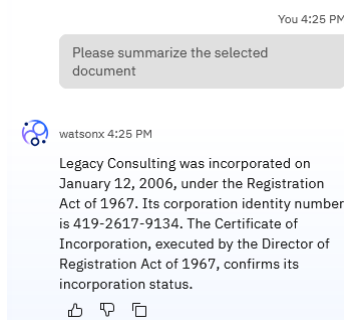 You 4:25 PM
Please summarize the selected
document
watsonx 4:25 PM
Legacy Consulting was incorporated on
January 12, 2006, under the Registration
Act of 1967. Its corporation identity number
is 419-2617-9134. The Certificate of
Incorporation, executed by the Director of
Registration Act of 1967, confirms its
incorporation status.